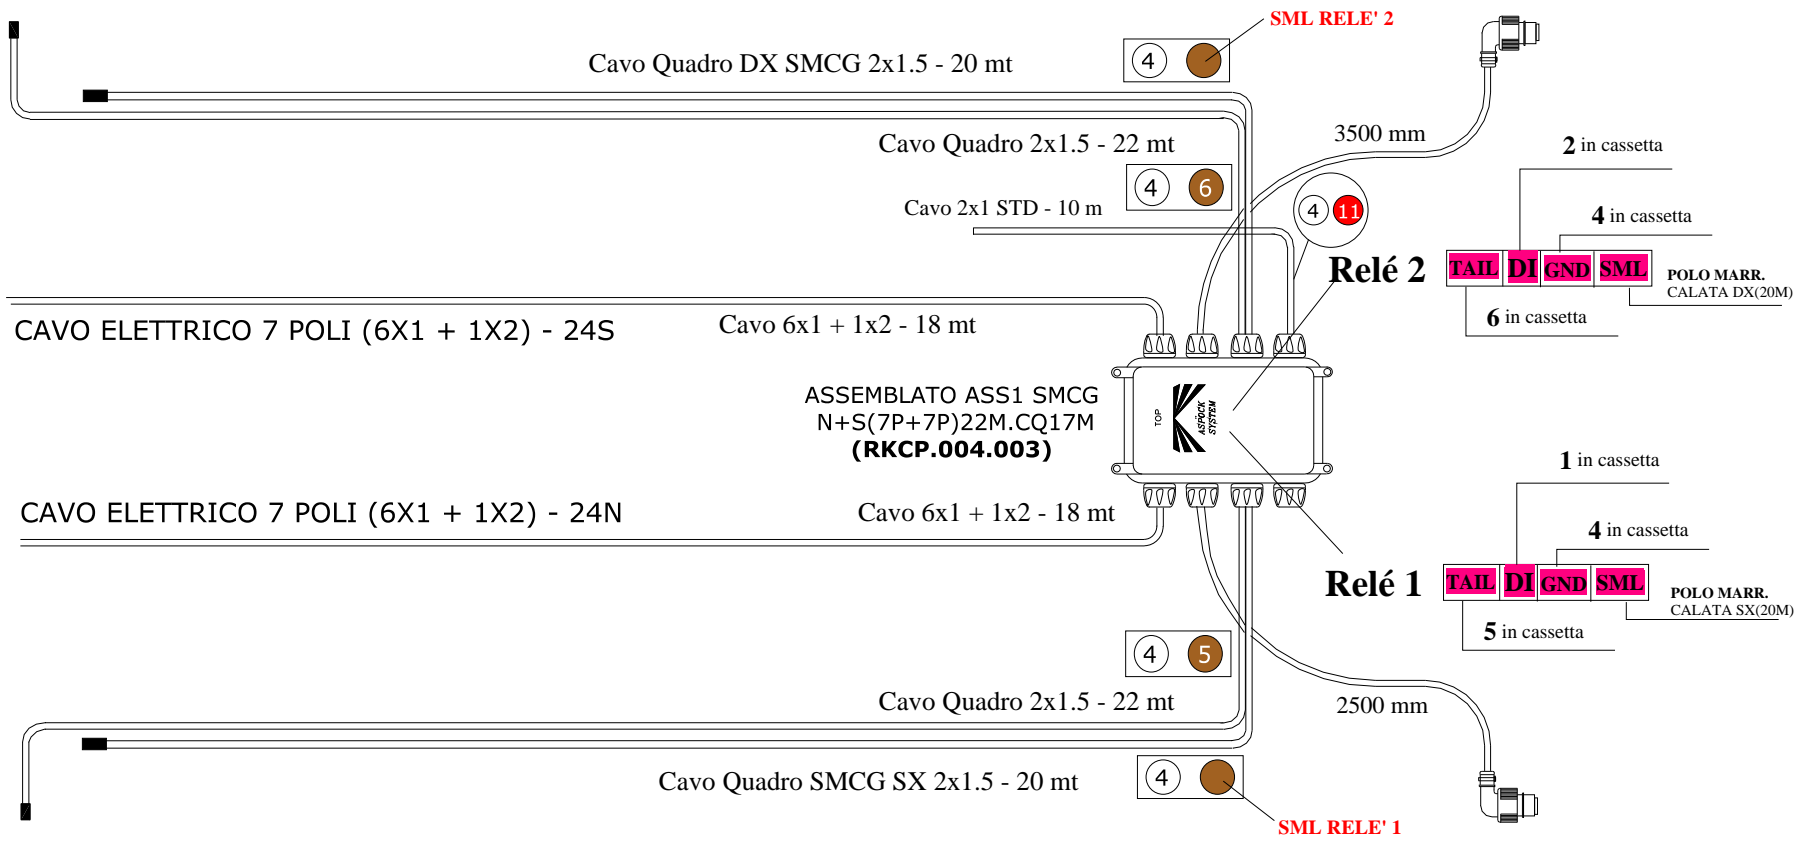 SML RELE' 2
Cavo Quadro DX SMCG 2x1.5 - 20 mt
4
3500 mm
Cavo Quadro 2x1.5 - 22 mt
2 in cassetta
4 6
Cavo 2x1 STD - 10 m
4 11
4 in cassetta
Relé 2
TAIL DI GND SML
POLO MARR.
CALATA DX(20M)
6 in cassetta
CAVO ELETTRICO 7 POLI (6X1 + 1X2) - 24S
Cavo 6x1 + 1x2 - 18 mt
ASSEMBLATO ASS1 SMCG
N+S(7P+7P)22M.CQ17M
(RKCP.004.003)
TOP
ASPÖCK
SYSTEM
1 in cassetta
CAVO ELETTRICO 7 POLI (6X1 + 1X2) - 24N
Cavo 6x1 + 1x2 - 18 mt
4 in cassetta
Relé 1
TAIL DI GND SML
POLO MARR.
CALATA SX(20M)
5 in cassetta
4 5
Cavo Quadro 2x1.5 - 22 mt
2500 mm
Cavo Quadro SMCG SX 2x1.5 - 20 mt
4
SML RELE' 1